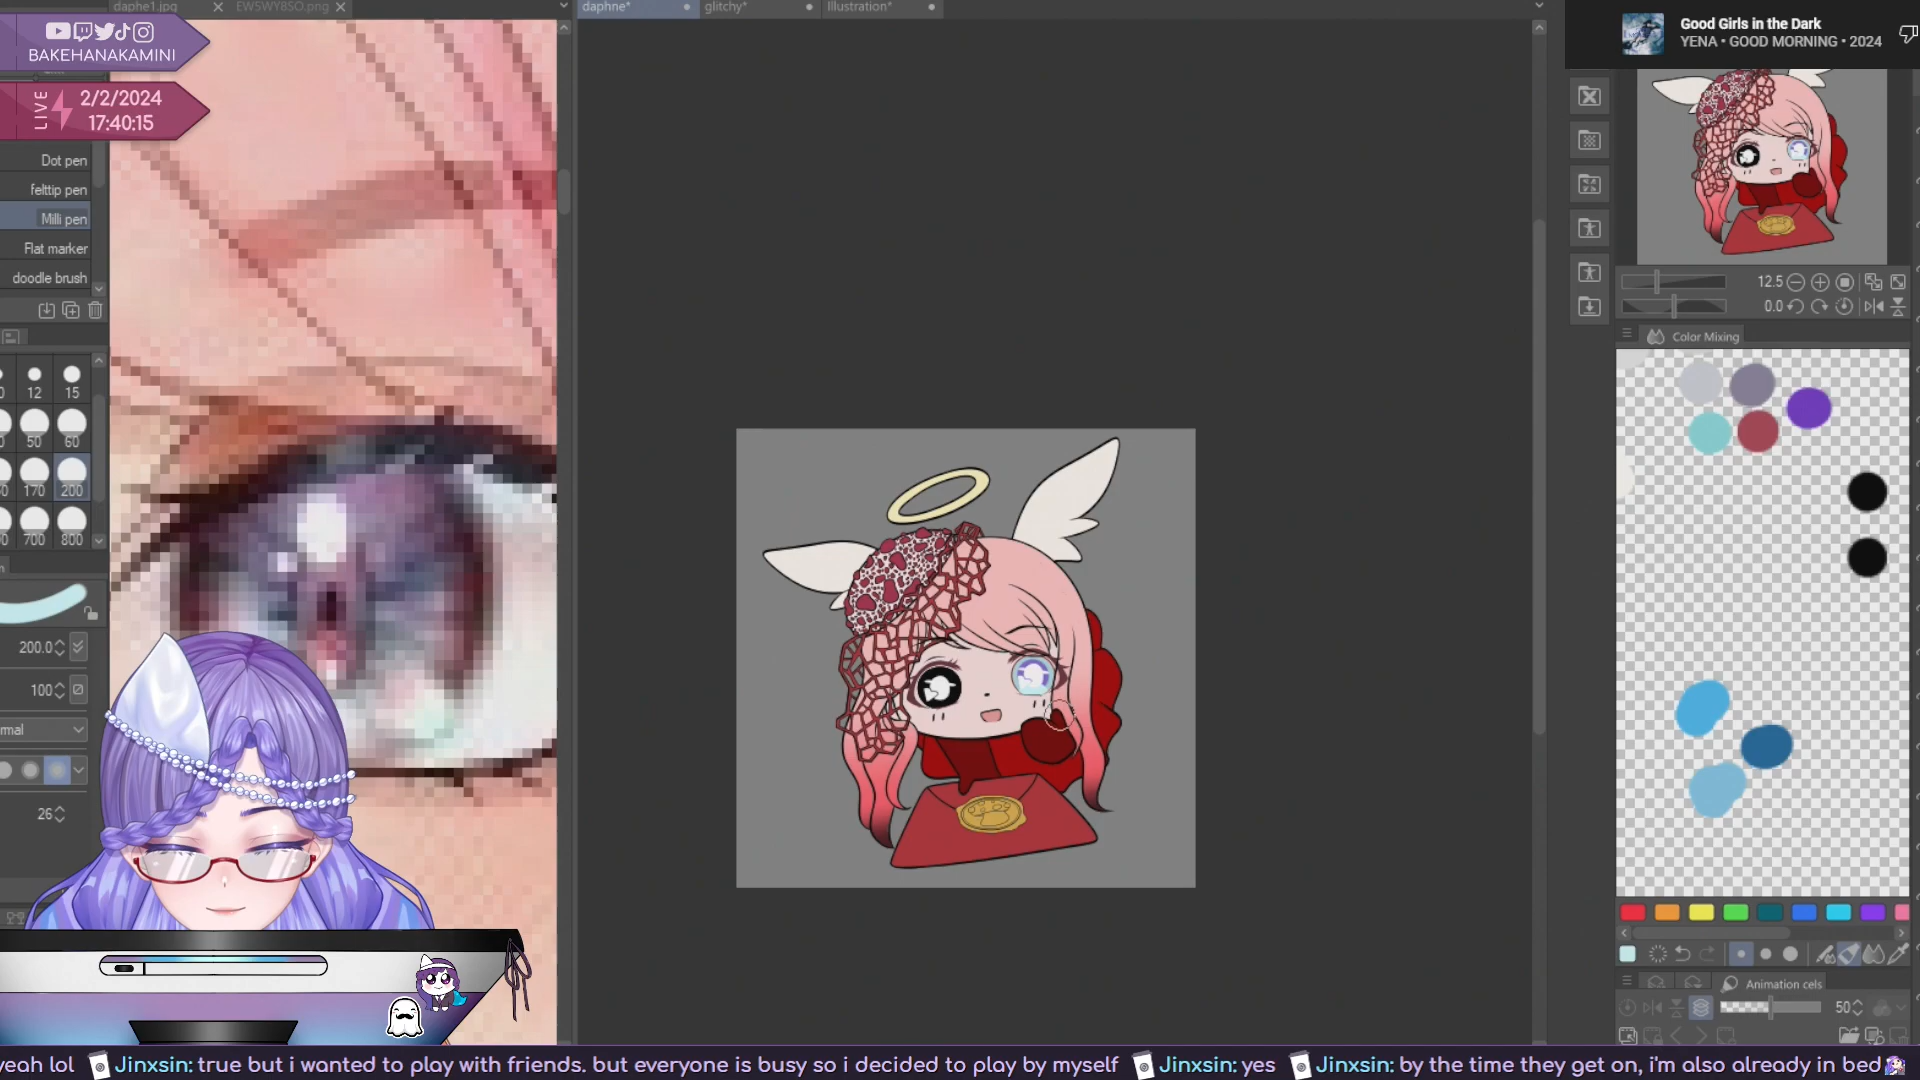 daphe1.jpg
EW5WY8SO.png
daphne*
glitchy*
Illustration*
Good Girls in the Dark
YENA • GOOD MORNING • 2024
BAKEHANAKAMINI
LIVE
2/2/2024
17:40:15
Dot pen
felttip pen
Milli pen
Flat marker
doodle brush
12
15
50
60
170
200
700
800
200.0
100
mal
26
12.5
0.0
Color Mixing
Animation cels
50
yeah lol
Jinxsin: true but i wanted to play with friends. but everyone is busy so i decided to play by myself
Jinxsin: yes
Jinxsin: by the time they get on, i'm also already in bed